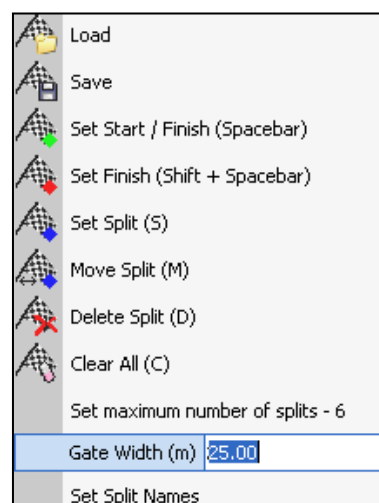 Load
Save
Set Start / Finish (Spacebar)
Set Finish (Shift + Spacebar)
Set Split (S)
Move Split (M)
Delete Split (D)
Clear All (C)
Set maximum number of splits - 6
Gate Width (m) 25.00
Set Split Names